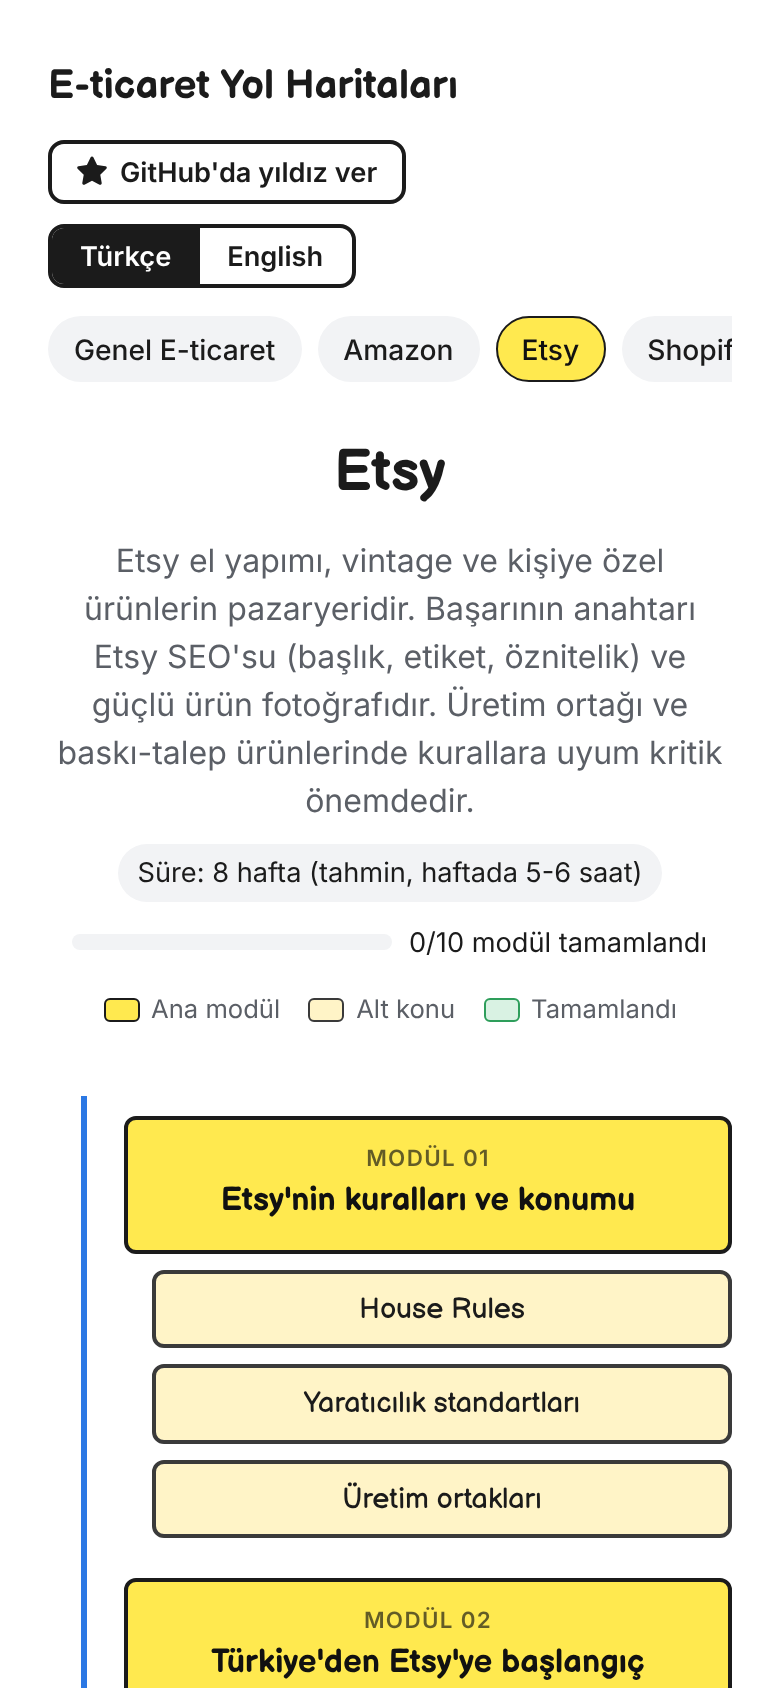 E-ticaret Yol Haritaları
GitHub'da yıldız ver
Türkçe English
Genel E-ticaret Amazon Etsy Shopif
Etsy
Etsy el yapımı, vintage ve kişiye özel
ürünlerin pazaryeridir. Başarının anahtarı
Etsy SEO'su (başlık, etiket, öznitelik) ve
güçlü ürün fotoğrafıdır. Üretim ortağı ve
baskı-talep ürünlerinde kurallara uyum kritik
önemdedir.
Süre: 8 hafta (tahmin, haftada 5-6 saat)
0/10 modül tamamlandı
Ana modül Alt konu Tamamlandı
MODÜL 01
Etsy'nin kuralları ve konumu
House Rules
Yaratıcılık standartları
Üretim ortakları
MODÜL 02
Türkiye'den Etsy'ye başlangıç